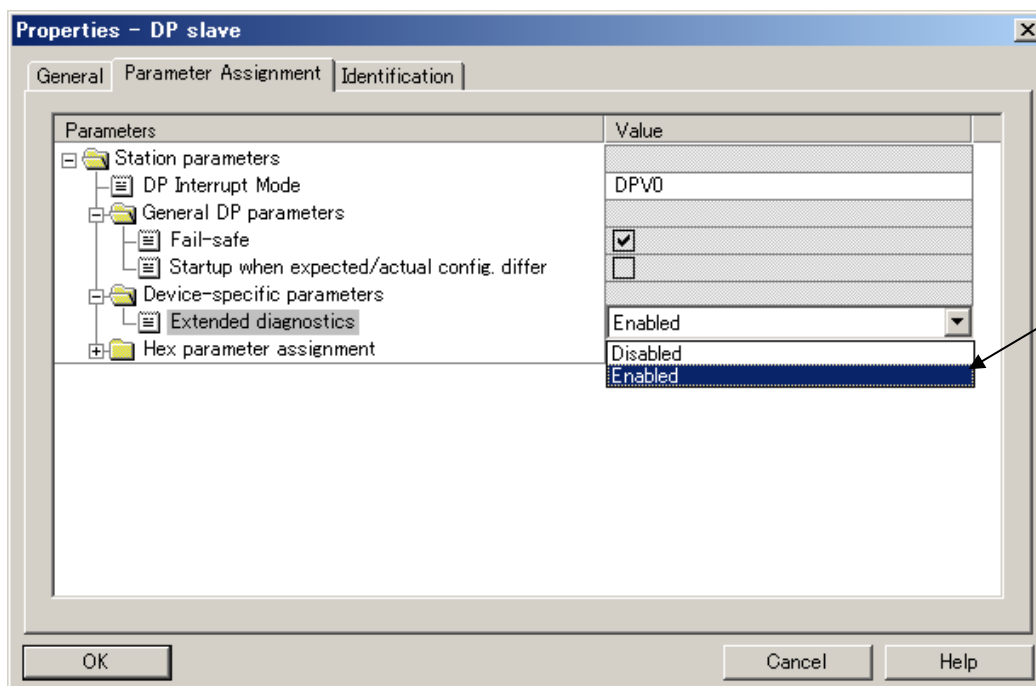 Properties - DP slave
General Parameter Assignment Identification
Parameters Value
Station parameters
DP Interrupt Mode DPV0
General DP parameters
Fail-safe
Startup when expected/actual config. differ
Device-specific parameters
Extended diagnostics Enabled
Hex parameter assignment Disabled
Enabled
OK Cancel Help